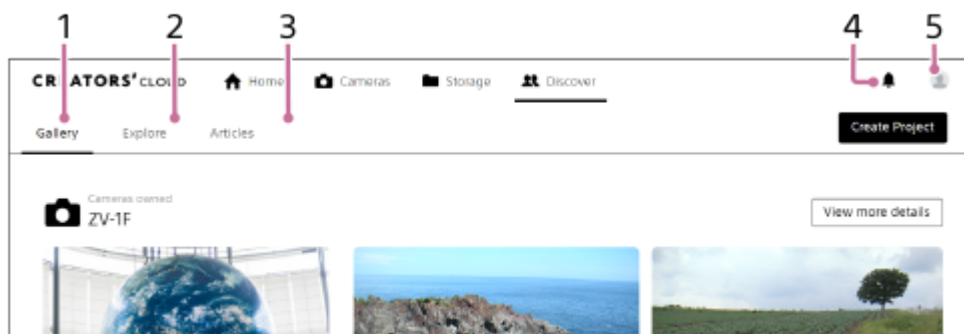 1 2 3 4 5
CREATORS' CLOUD Home Cameras Storage Discover
Gallery Explore Articles Create Project
Cameras owned
ZV-1F View more details